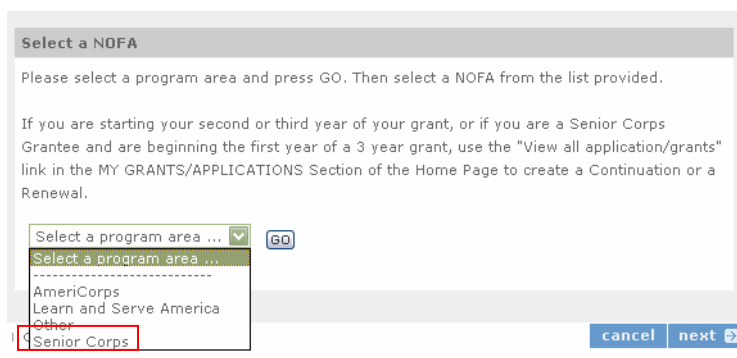 Select a NOFA
Please select a program area and press GO. Then select a NOFA from the list provided.
If you are starting your second or third year of your grant, or if you are a Senior Corps
Grantee and are beginning the first year of a 3 year grant, use the "View all application/grants"
link in the MY GRANTS/APPLICATIONS Section of the Home Page to create a Continuation or a
Renewal.
Select a program area ... GO
Select a program area ...
---------------------------
AmeriCorps
Learn and Serve America
Other
Senior Corps
cancel next